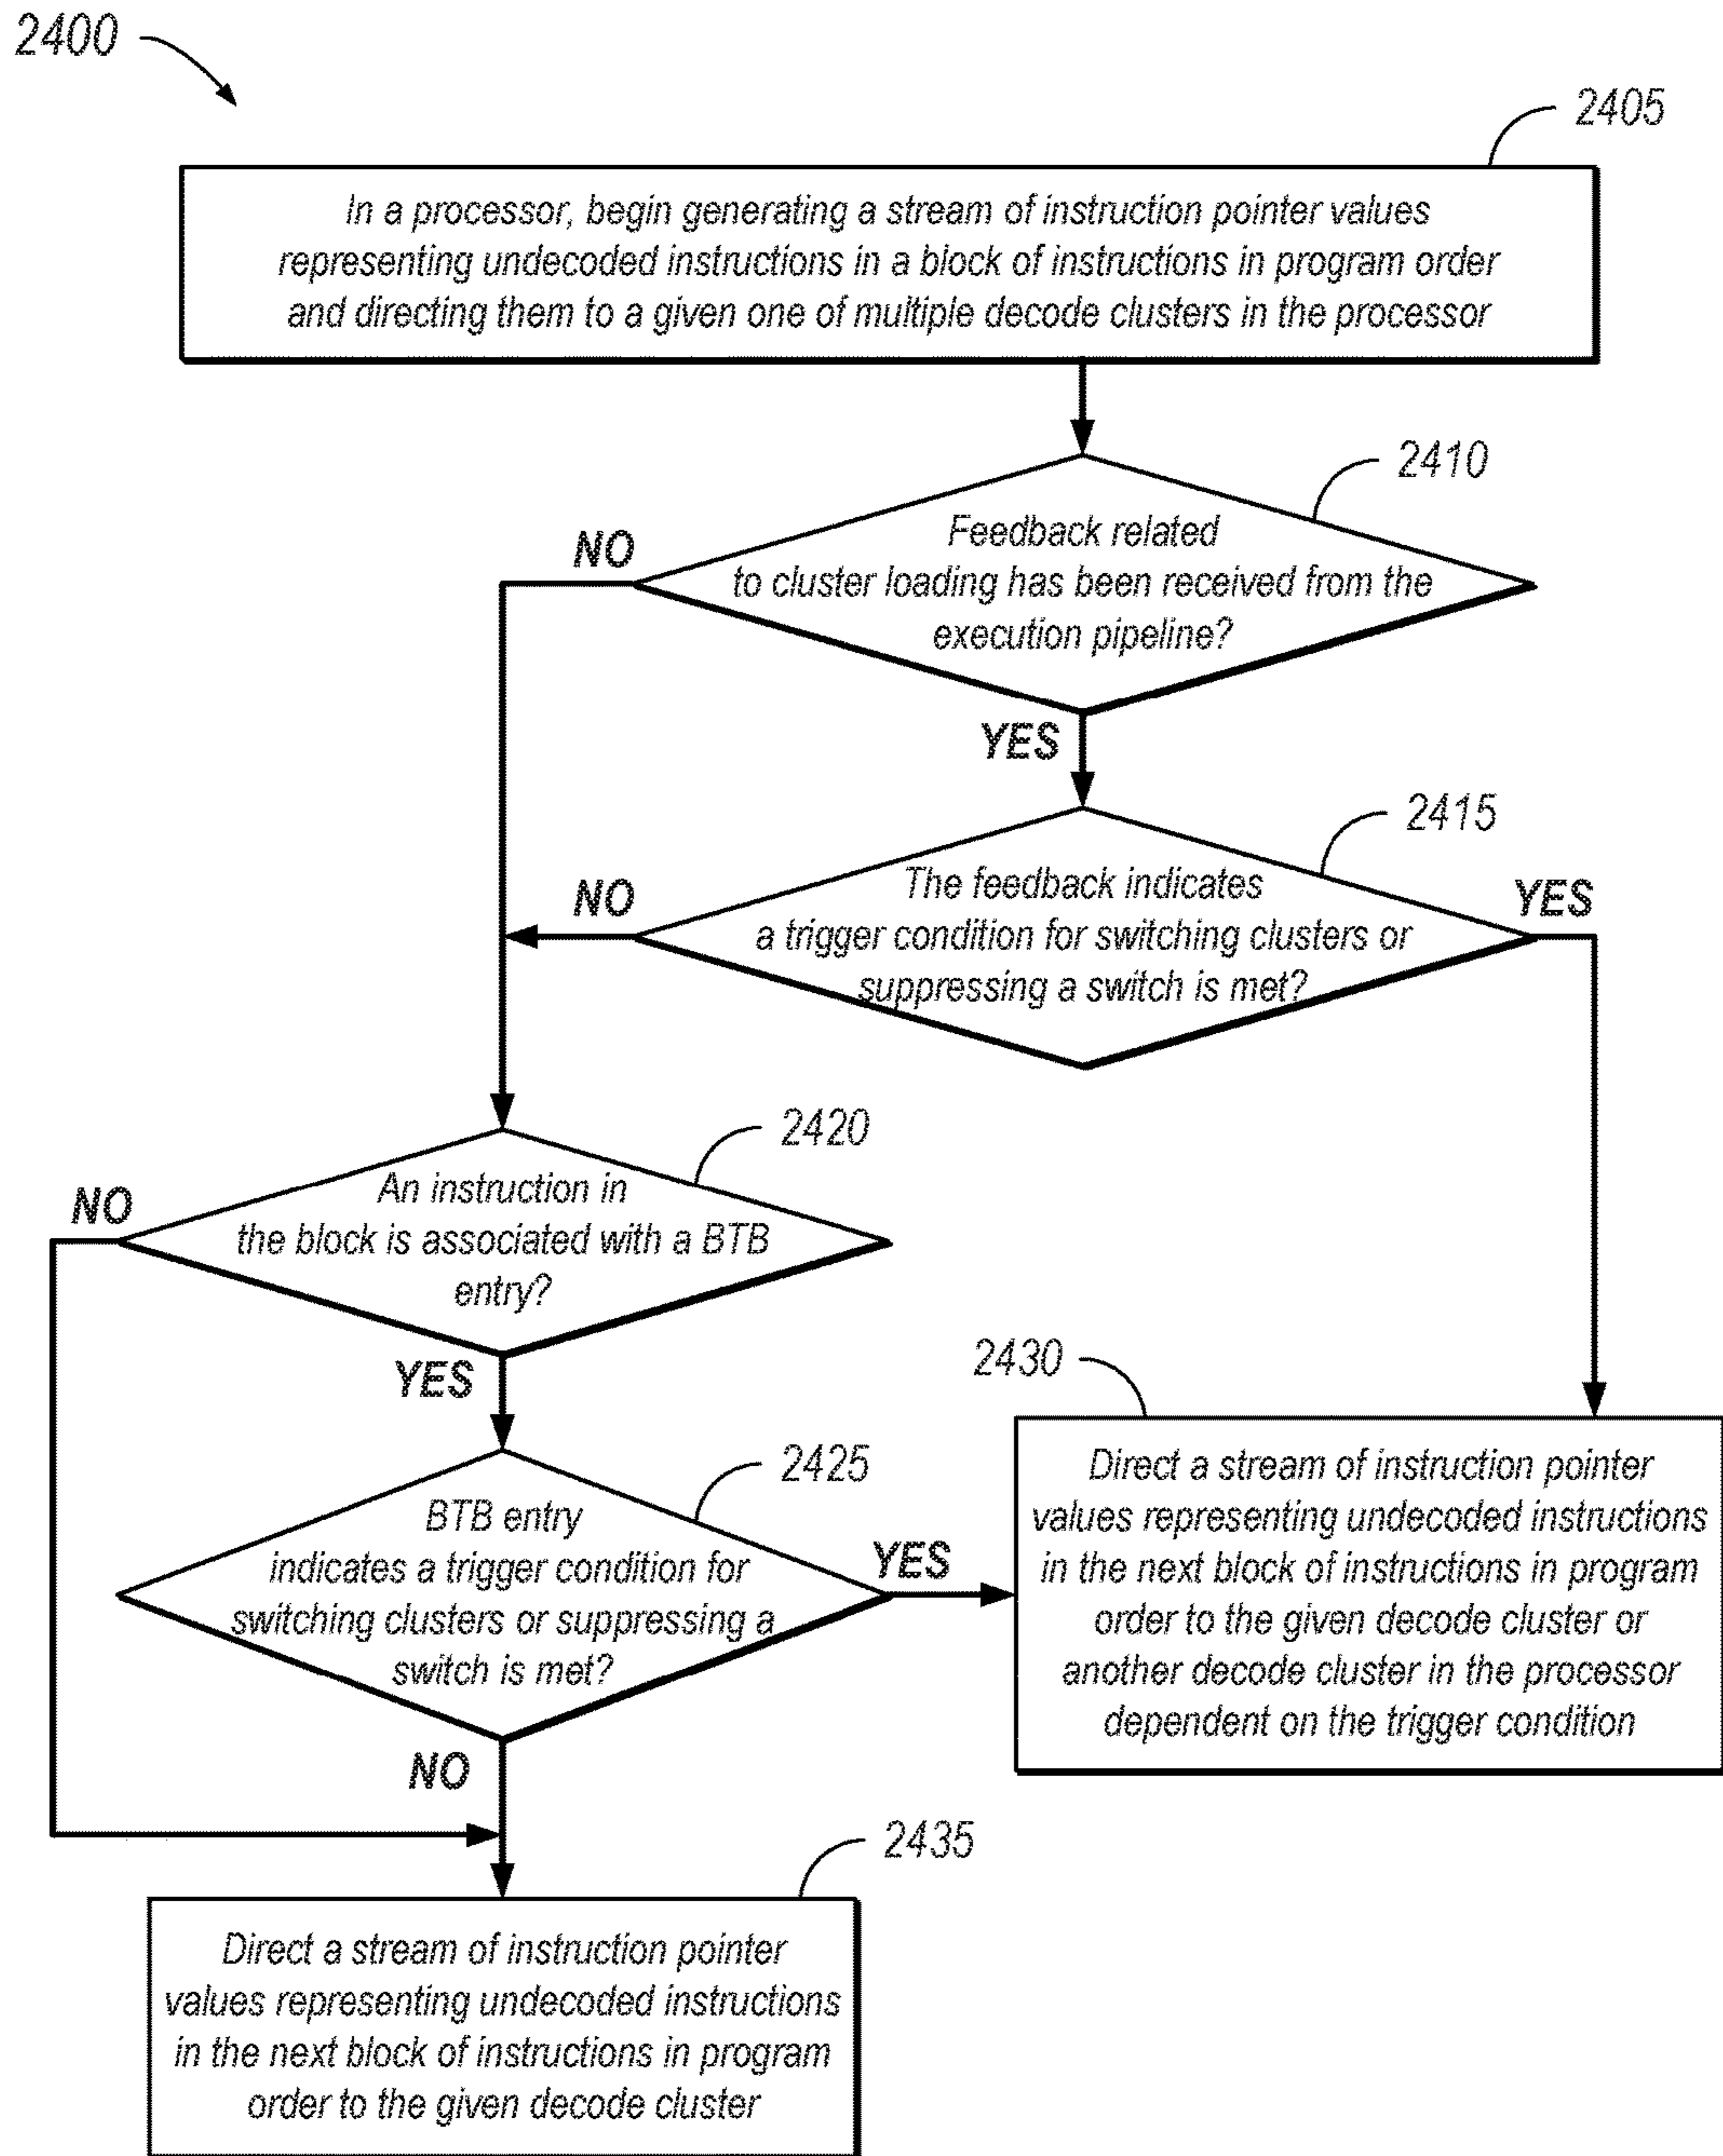 2400
2405
In a processor, begin generating a stream of instruction pointer values
representing undecoded instructions in a block of instructions in program order
and directing them to a given one of multiple decode clusters in the processor
2410
Feedback related
to cluster loading has been received from the
execution pipeline?
NO
YES
2415
The feedback indicates
a trigger condition for switching clusters or
suppressing a switch is met?
NO
YES
2420
An instruction in
the block is associated with a BTB
entry?
NO
YES
2425
BTB entry
indicates a trigger condition for
switching clusters or suppressing a
switch is met?
YES
NO
2430
Direct a stream of instruction pointer
values representing undecoded instructions
in the next block of instructions in program
order to the given decode cluster or
another decode cluster in the processor
dependent on the trigger condition
2435
Direct a stream of instruction pointer
values representing undecoded instructions
in the next block of instructions in program
order to the given decode cluster